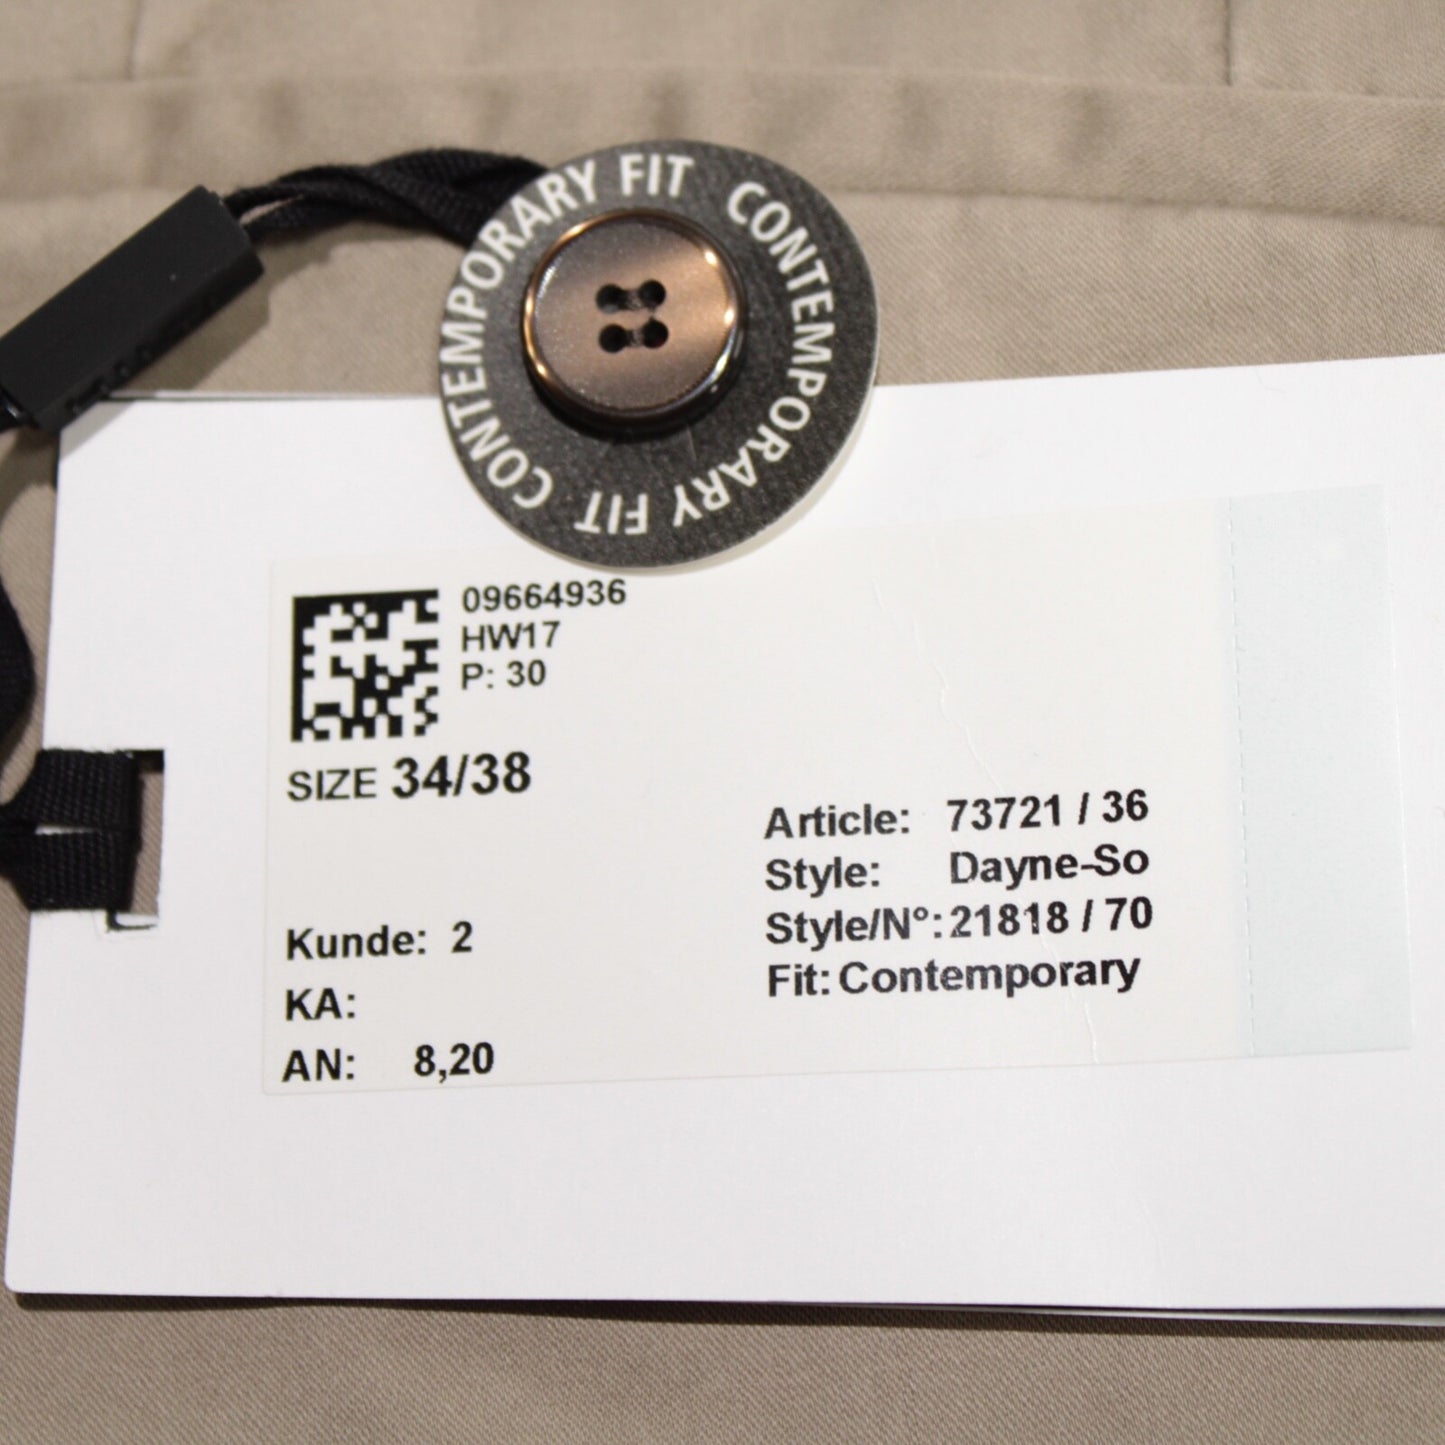 CONTEMPORARY FIT CONTEMPORARY FIT
09664936
HW17
P: 30
SIZE 34/38
Article: 73721 / 36
Style: Dayne-So
Style/N°: 21818 / 70
Fit: Contemporary
Kunde: 2
KA:
AN: 8,20